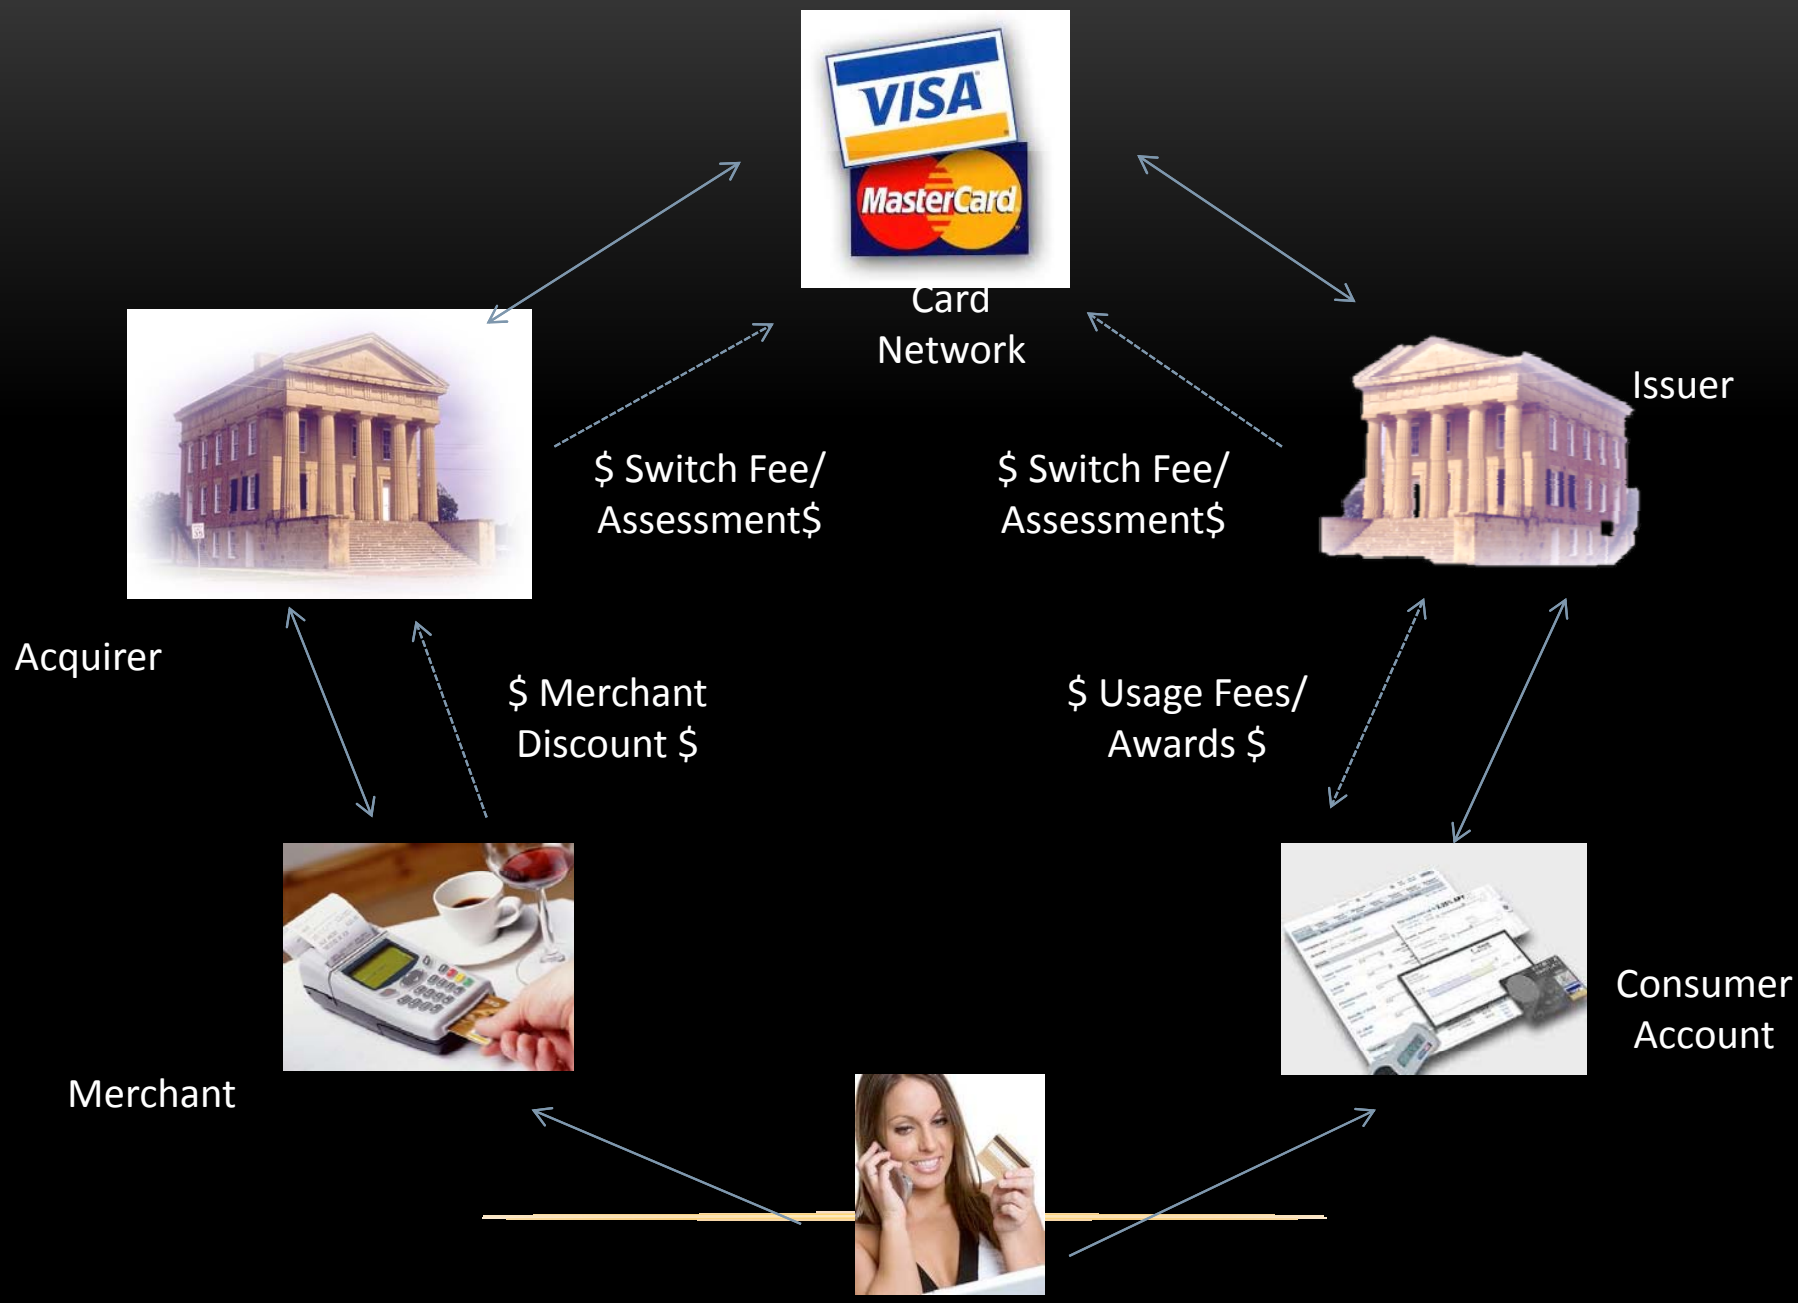 VISA
MasterCard
Card
Network
Issuer
$ Switch Fee/
Assessment$
$ Switch Fee/
Assessment$
Acquirer
$ Merchant
Discount $
$ Usage Fees/
Awards $
Consumer
Account
Merchant